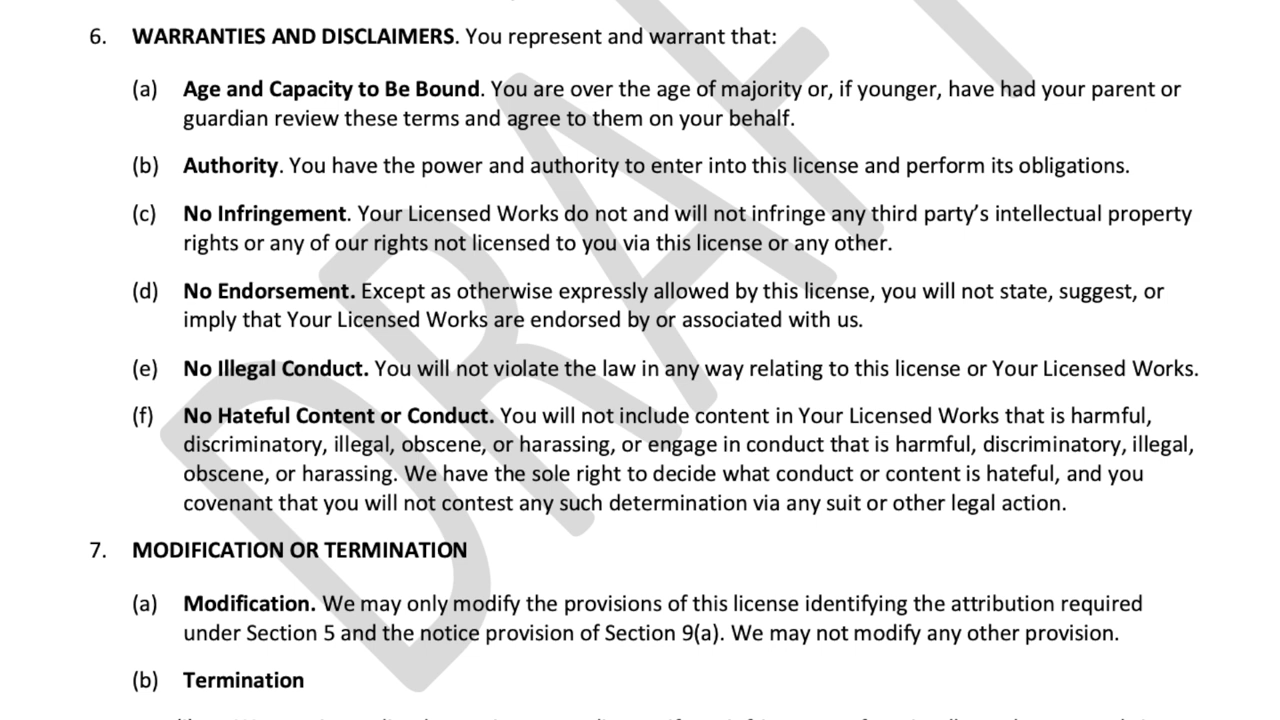 6. WARRANTIES AND DISCLAIMERS. You represent and warrant that:
(a) Age and Capacity to Be Bound. You are over the age of majority or, if younger, have had your parent or
guardian review these terms and agree to them on your behalf.
(b) Authority. You have the power and authority to enter into this license and perform its obligations.
(c) No Infringement. Your Licensed Works do not and will not infringe any third party’s intellectual property
rights or any of our rights not licensed to you via this license or any other.
(d) No Endorsement. Except as otherwise expressly allowed by this license, you will not state, suggest, or
imply that Your Licensed Works are endorsed by or associated with us.
(e) No Illegal Conduct. You will not violate the law in any way relating to this license or Your Licensed Works.
(f) No Hateful Content or Conduct. You will not include content in Your Licensed Works that is harmful,
discriminatory, illegal, obscene, or harassing, or engage in conduct that is harmful, discriminatory, illegal,
obscene, or harassing. We have the sole right to decide what conduct or content is hateful, and you
covenant that you will not contest any such determination via any suit or other legal action.
7. MODIFICATION OR TERMINATION
(a) Modification. We may only modify the provisions of this license identifying the attribution required
under Section 5 and the notice provision of Section 9(a). We may not modify any other provision.
(b) Termination
DRAFT